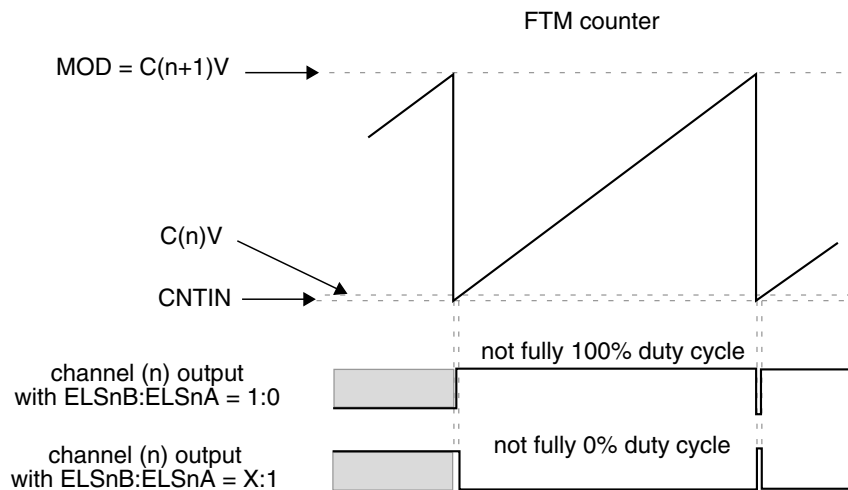 FTM counter
MOD = C(n+1)V
C(n)V
CNTIN
not fully 100% duty cycle
channel (n) output
with ELSnB:ELSnA = 1:0
not fully 0% duty cycle
channel (n) output
with ELSnB:ELSnA = X:1